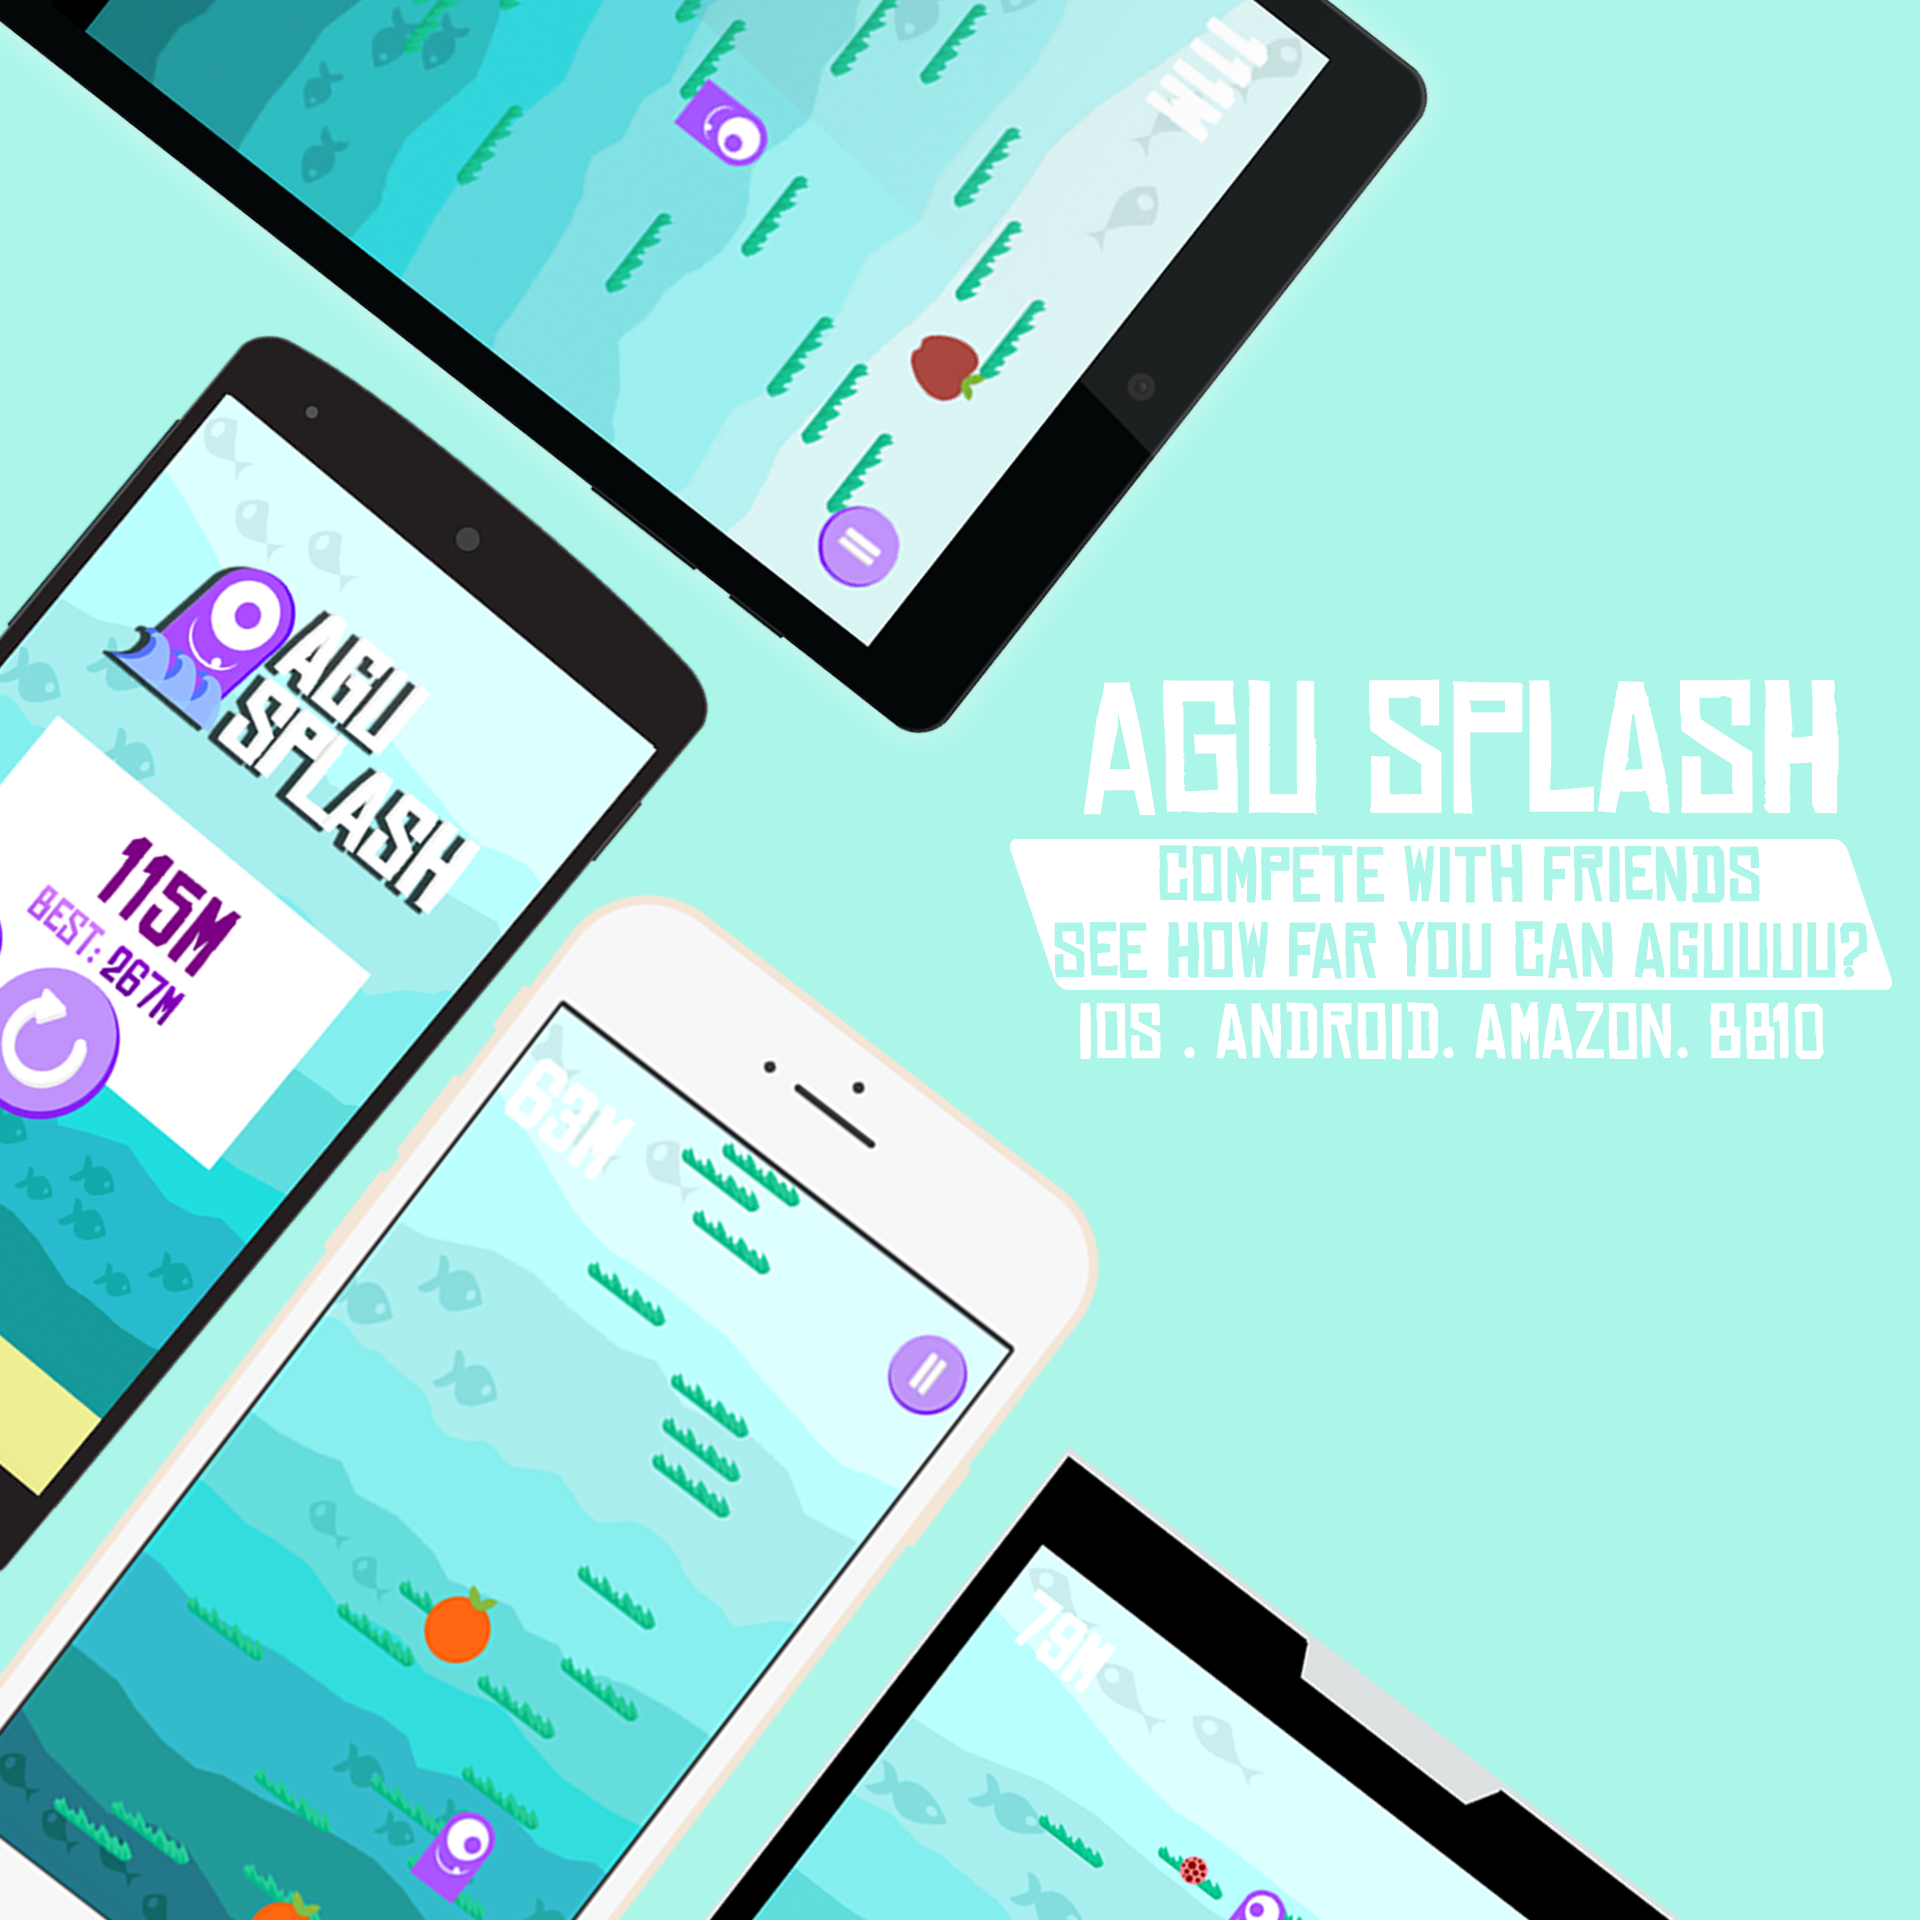 111M
AGU
SPLASH
115M
BEST: 267M
AGU SPLASH
COMPETE WITH FRIENDS
SEE HOW FAR YOU CAN AGUUUU?
IOS . ANDROID. AMAZON. BB10
63M
79M